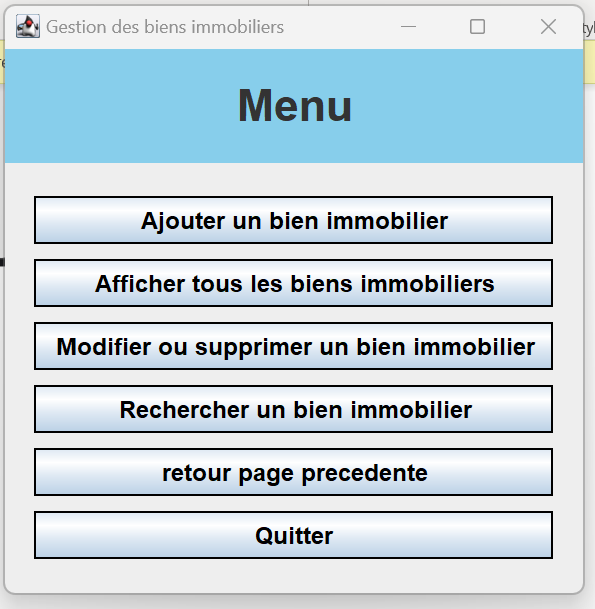 Gestion des biens immobiliers
Menu
Ajouter un bien immobilier
Afficher tous les biens immobiliers
Modifier ou supprimer un bien immobilier
Rechercher un bien immobilier
retour page precedente
Quitter